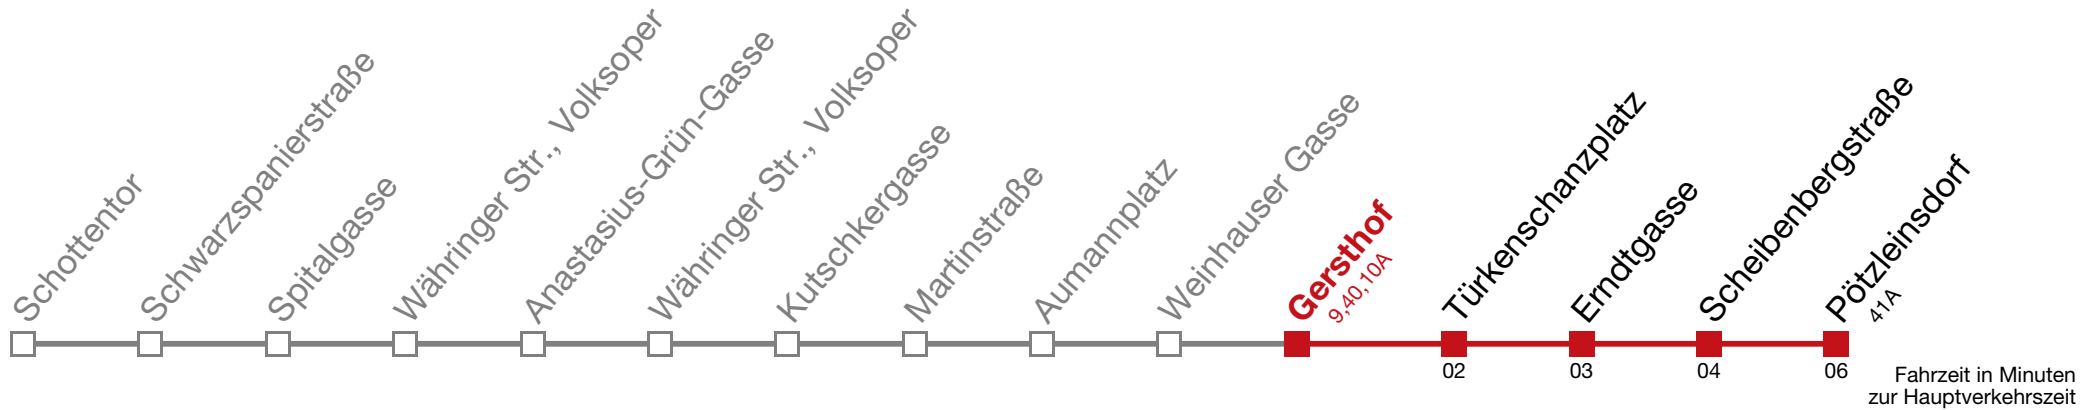 Schottentor
Schwarzspanierstraße
Spitalgasse
Währinger Str., Volksoper
Anastasius-Grün-Gasse
Währinger Str., Volksoper
Kutschkergasse
Martinstraße
Aumannplatz
Weinhauser Gasse
Gersthof
9,40,10A
Türkenschanzplatz
Erndtgasse
Scheibenbergstraße
Pötzleinsdorf
41A
02
03
04
06
Fahrzeit in Minuten
zur Hauptverkehrszeit